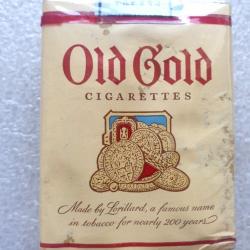 Old Gold
CIGARETTES
Made by Lorillard, a famous name
in tobacco for nearly 200 years